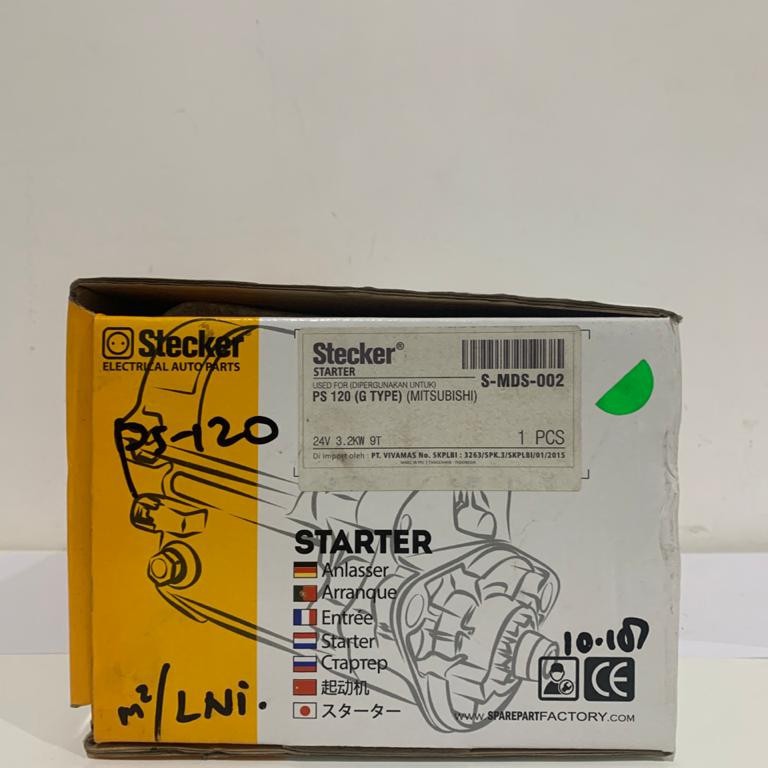 Stecker
ELECTRICAL AUTO PARTS
PS-120
Stecker®
STARTER
S-MDS-002
USED FOR (DIPERGUNAKAN UNTUK)
PS 120 (G TYPE) (MITSUBISHI)
24V 3.2KW 9T
1 PCS
Di import oleh : PT. VIVAMAS No. SKPLBI : 3263/SPK.3/SKPLBI/01/2015
STARTER
Anlasser
Arranque
Entrée
Starter
Стартер
起动机
スターター
M²/LNi.
CE
www.SPAREPARTFACTORY.COM